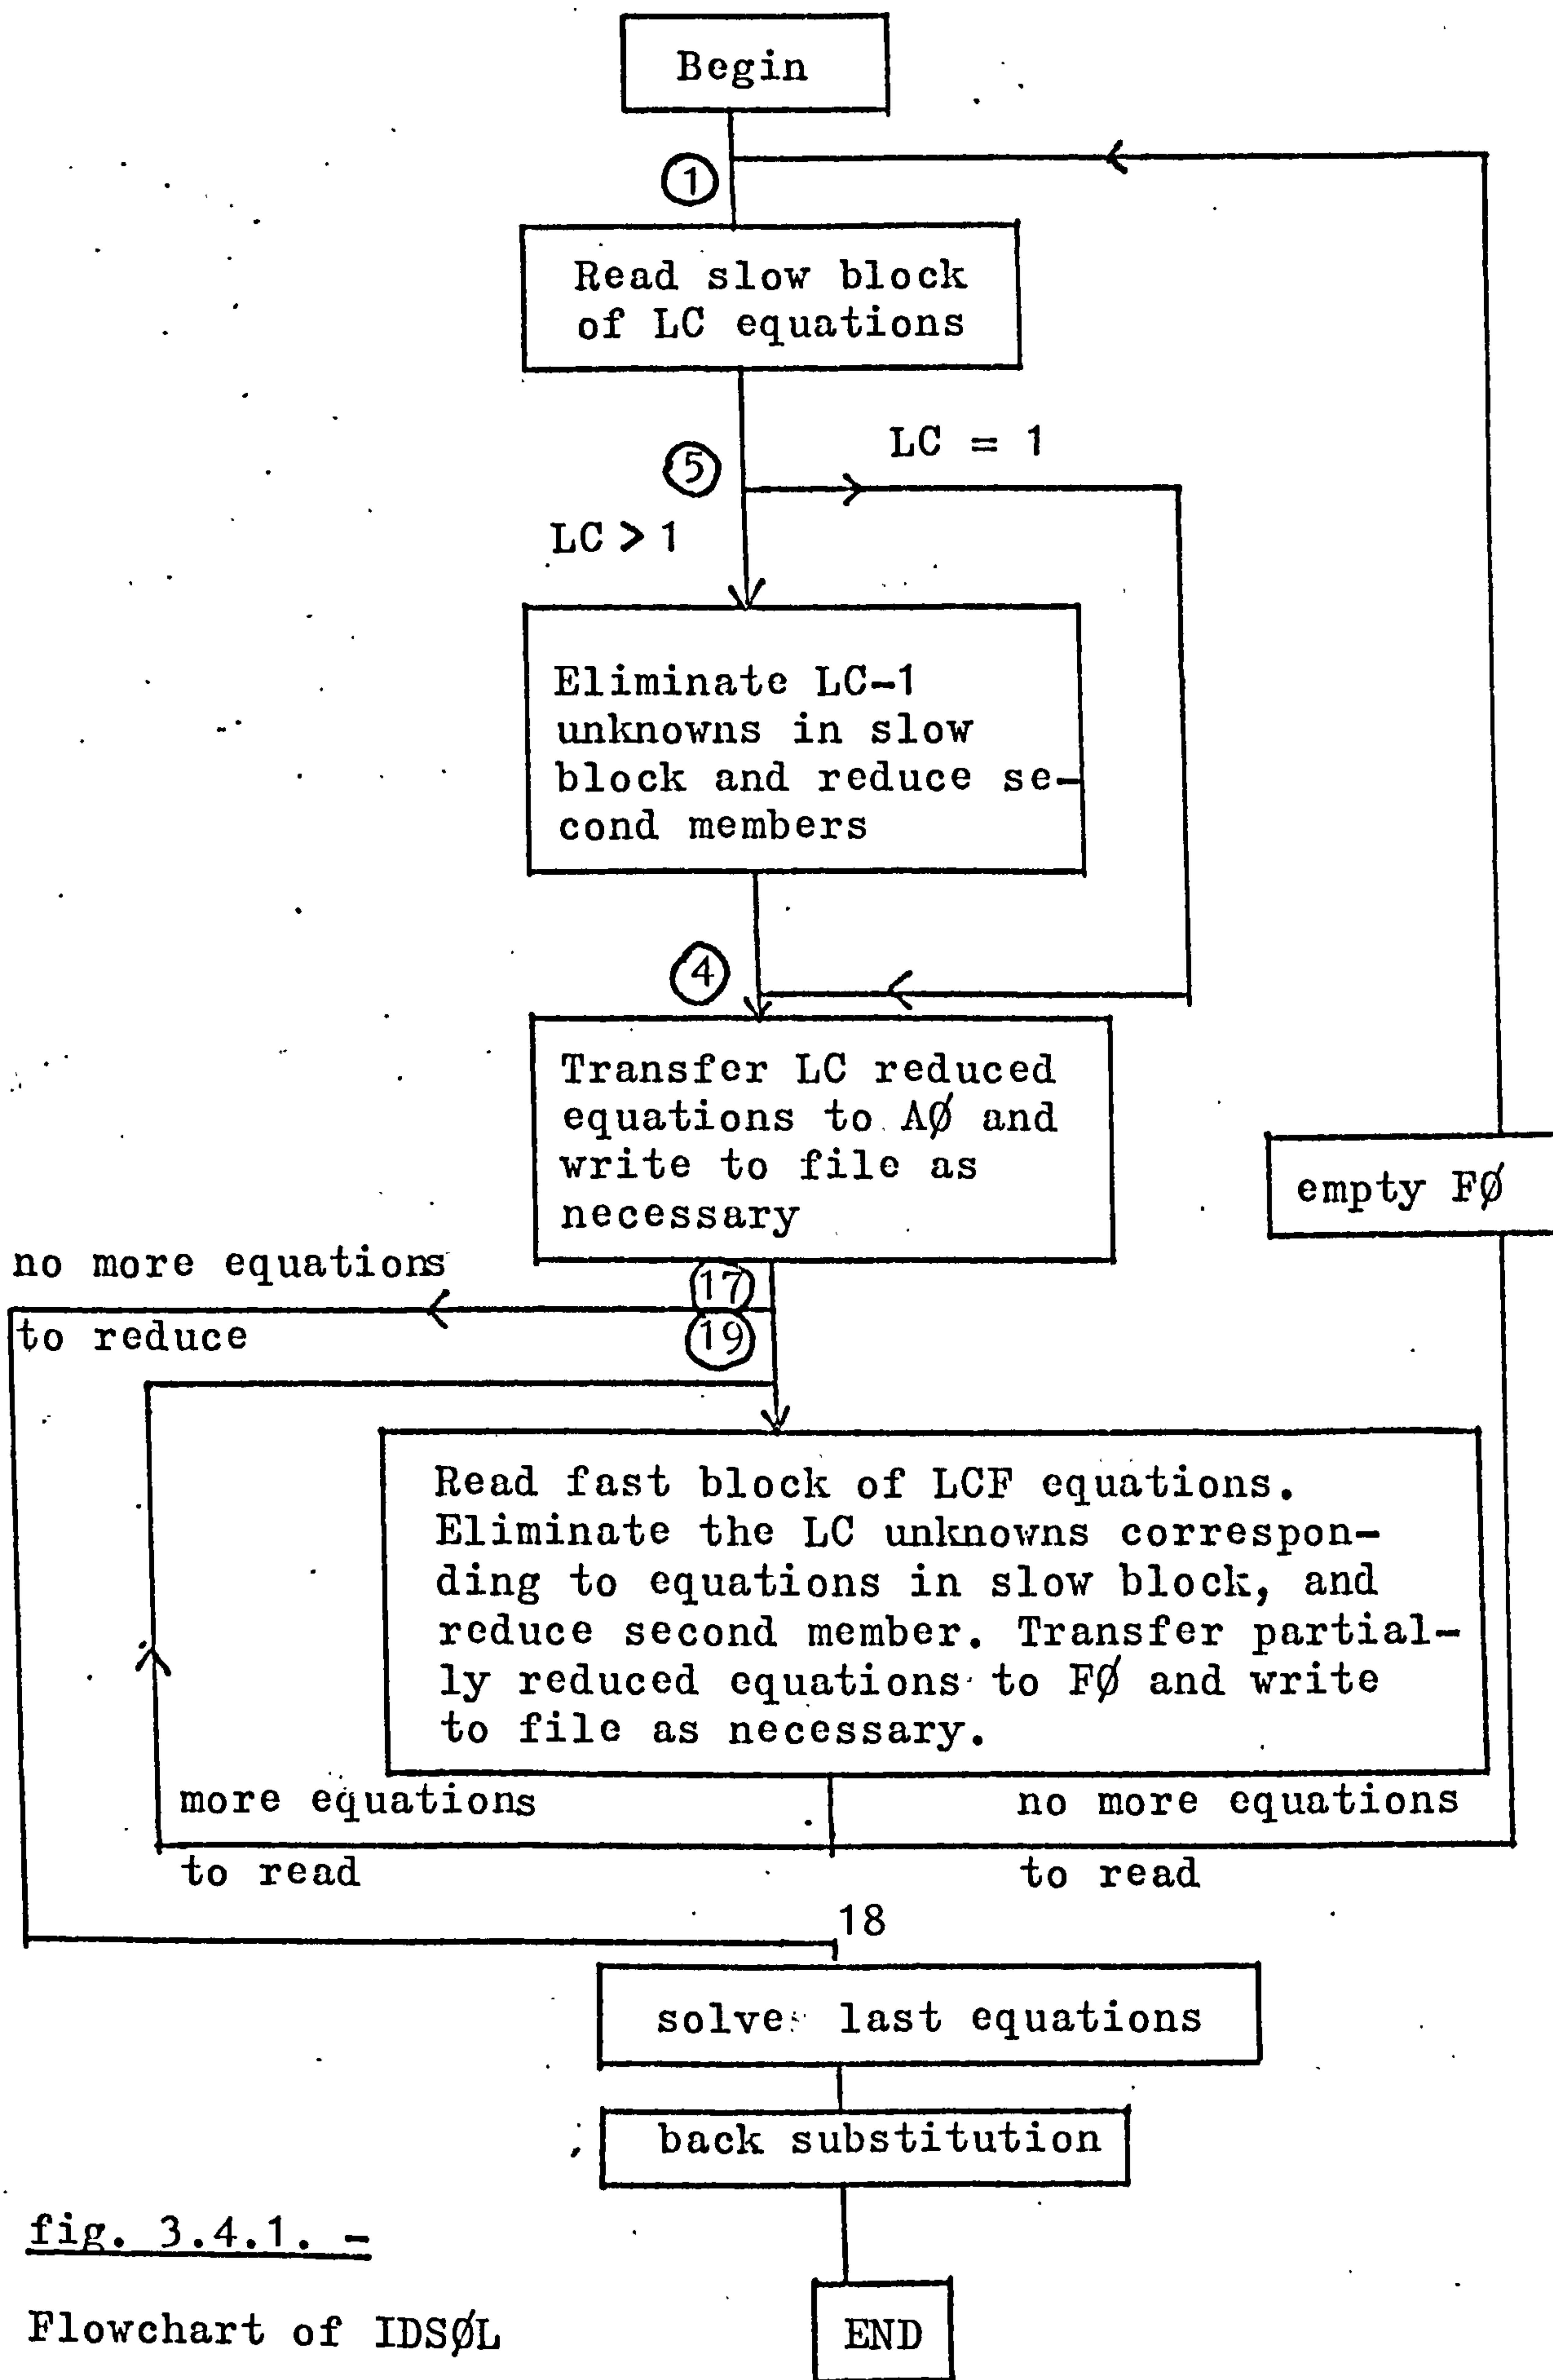 Begin
①
Read slow block
of LC equations
⑤
LC = 1
LC > 1
Eliminate LC-1
unknowns in slow
block and reduce se-
cond members
④
Transfer LC reduced
equations to AØ and
write to file as
necessary
empty FØ
no more equations
to reduce
⑰
⑲
Read fast block of LCF equations.
Eliminate the LC unknowns correspon-
ding to equations in slow block, and
reduce second member. Transfer partial-
ly reduced equations to FØ and write
to file as necessary.
more equations
to read
no more equations
to read
18
solve last equations
back substitution
END
fig. 3.4.1. -
Flowchart of IDSØL